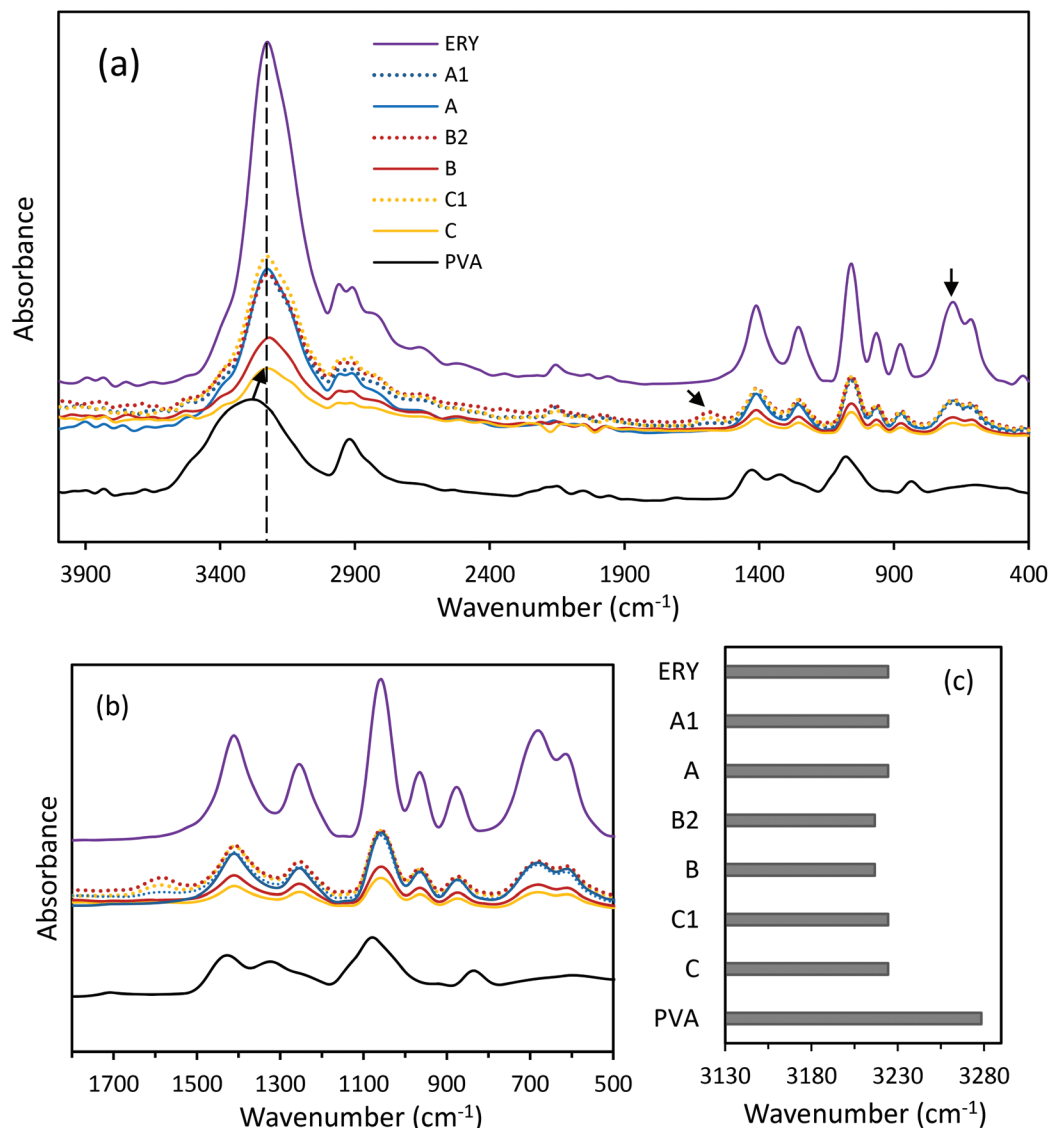 (a)
ERY
A1
A
B2
B
C1
C
PVA
Absorbance
3900 3400 2900 2400 1900 1400 900 400
Wavenumber (cm⁻¹)
(b)
Absorbance
1700 1500 1300 1100 900 700 500
Wavenumber (cm⁻¹)
(c)
ERY
A1
A
B2
B
C1
C
PVA
3130 3180 3230 3280
Wavenumber (cm⁻¹)